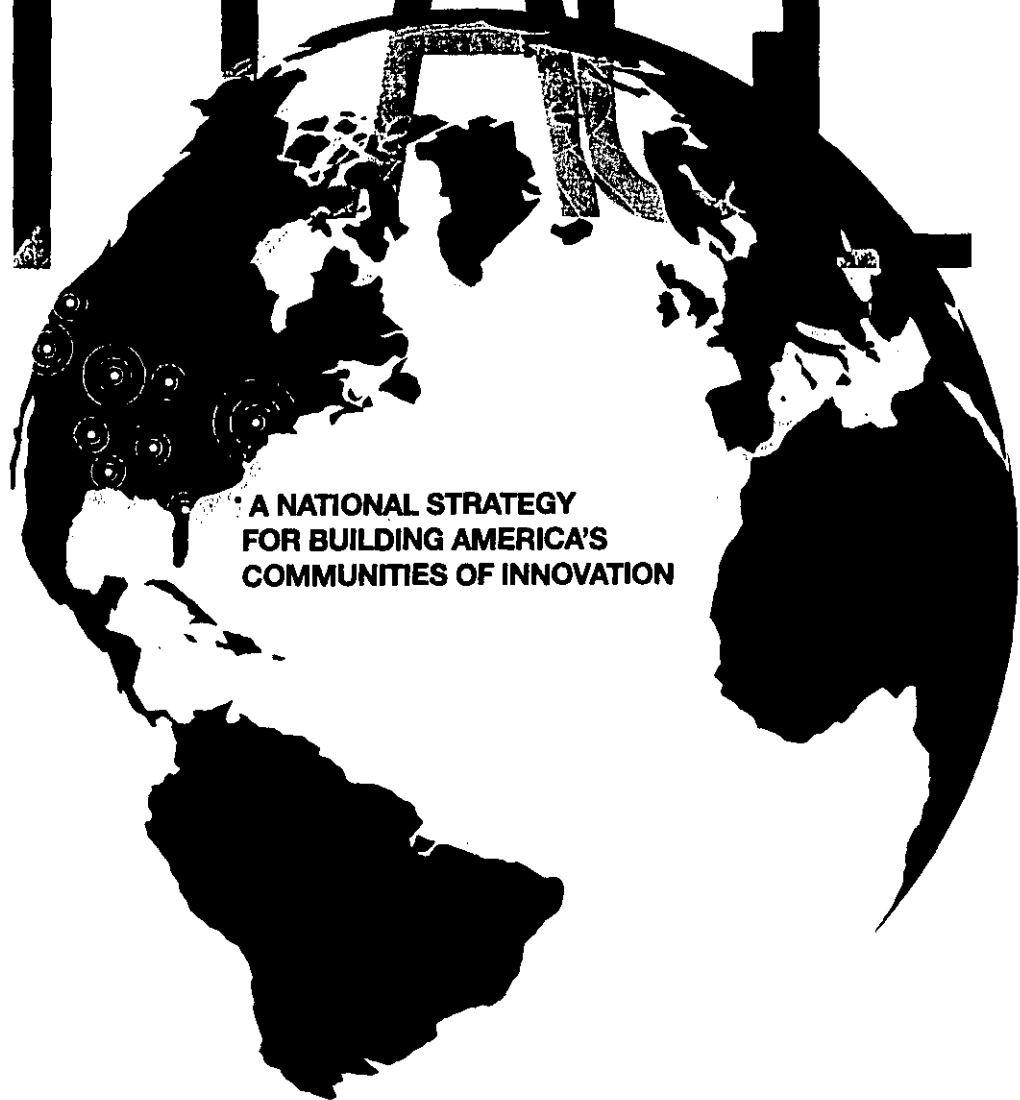 A NATIONAL STRATEGY
FOR BUILDING AMERICA'S
COMMUNITIES OF INNOVATION